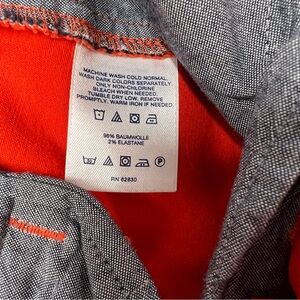 MACHINE WASH COLD NORMAL.
WASH DARK COLORS SEPARATELY.
ONLY NON-CHLORINE
BLEACH WHEN NEEDED.
TUMBLE DRY LOW. REMOVE
PROMPTLY, WARM IRON IF NEEDED.
98% BAUMWOLLE
2% ELASTANE
P
RN 62830